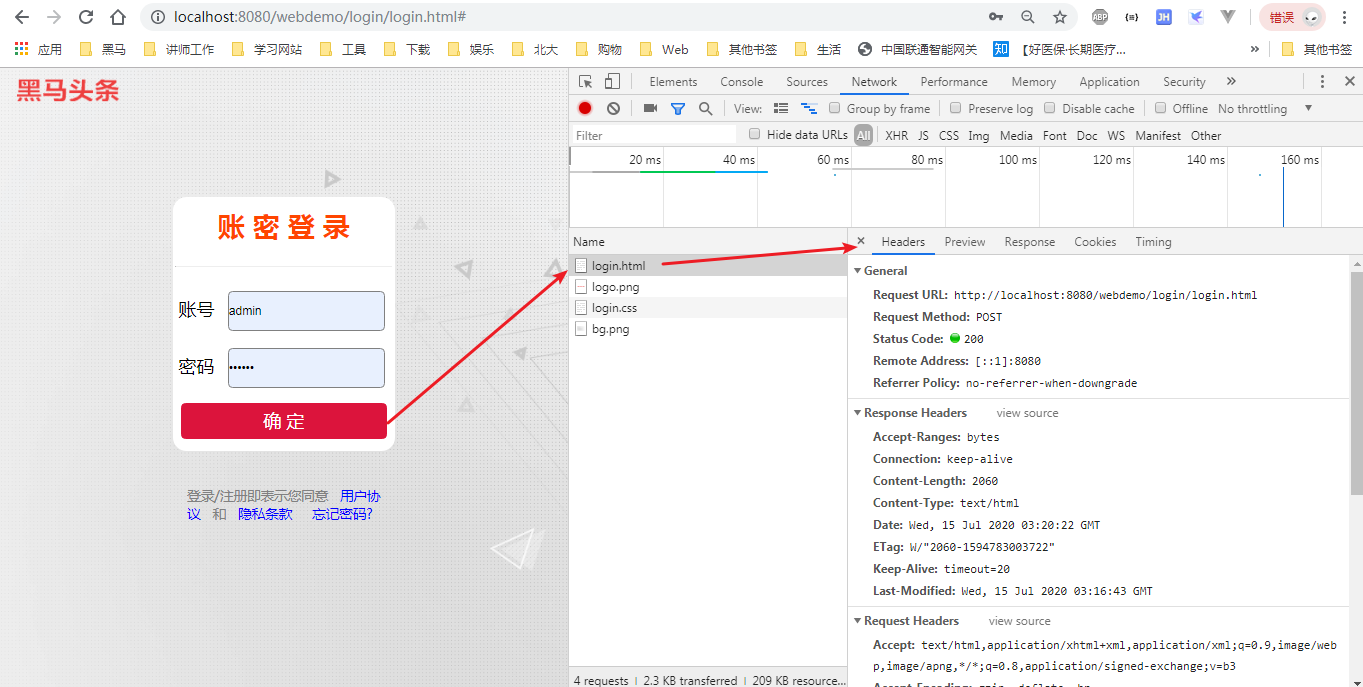 localhost:8080/webdemo/login/login.html#
ABP
JH
错误
应用 黑马 讲师工作 学习网站 工具 下载 娱乐 北大 购物 Web 其他书签 生活 中国联通智能网关 知 【好医保·长期医疗... » 其他书签
黑马头条
账 密 登 录
账号 admin
密码 ••••••
确 定
登录/注册即表示您同意 用户协
议 和 隐私条款 忘记密码?
Elements Console Sources Network Performance Memory Application Security »
View: Group by frame Preserve log Disable cache Offline No throttling
Filter Hide data URLs All XHR JS CSS Img Media Font Doc WS Manifest Other
20 ms 40 ms 60 ms 80 ms 100 ms 120 ms 140 ms 160 ms
Name
login.html
logo.png
login.css
bg.png
4 requests 2.3 KB transferred 209 KB resource...
× Headers Preview Response Cookies Timing
General
Request URL: http://localhost:8080/webdemo/login/login.html
Request Method: POST
Status Code: 200
Remote Address: [::1]:8080
Referrer Policy: no-referrer-when-downgrade
Response Headers view source
Accept-Ranges: bytes
Connection: keep-alive
Content-Length: 2060
Content-Type: text/html
Date: Wed, 15 Jul 2020 03:20:22 GMT
ETag: W/"2060-1594783003722"
Keep-Alive: timeout=20
Last-Modified: Wed, 15 Jul 2020 03:16:43 GMT
Request Headers view source
Accept: text/html,application/xhtml+xml,application/xml;q=0.9,image/web
p,image/apng,*/*;q=0.8,application/signed-exchange;v=b3
Accept-Encoding: gzip, deflate, br